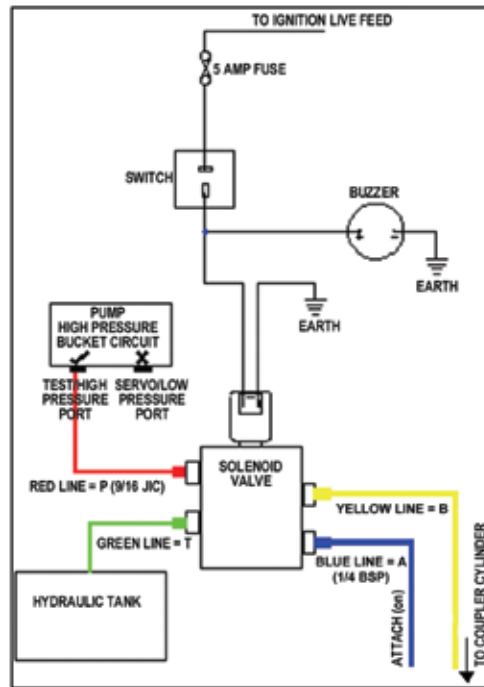 TO IGNITION LIVE FEED
5 AMP FUSE
SWITCH
BUZZER
EARTH
EARTH
PUMP
HIGH PRESSURE
BUCKET CIRCUIT
TEST/HIGH
PRESSURE
PORT
SERVO/LOW
PRESSURE
PORT
SOLENOID
VALVE
RED LINE = P (9/16 JIC)
YELLOW LINE = B
GREEN LINE = T
BLUE LINE = A
(1/4 BSP)
HYDRAULIC TANK
ATTACH (on)
TO COUPLER CYLINDER